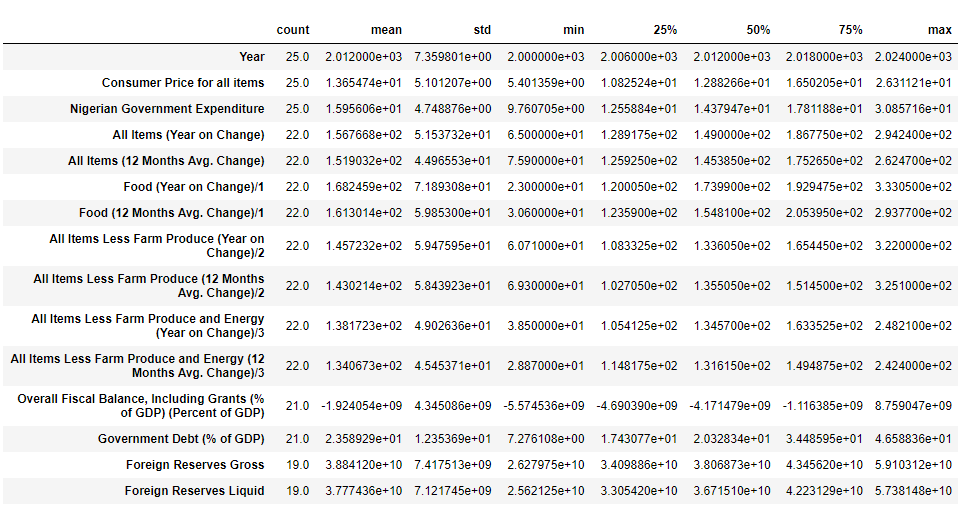 count mean std min 25% 50% 75% max
Year 25.0 2.012000e+03 7.359801e+00 2.000000e+03 2.006000e+03 2.012000e+03 2.018000e+03 2.024000e+03
Consumer Price for all items 25.0 1.365474e+01 5.101207e+00 5.401359e+00 1.082524e+01 1.288266e+01 1.650205e+01 2.631121e+01
Nigerian Government Expenditure 25.0 1.595606e+01 4.748876e+00 9.760705e+00 1.255884e+01 1.437947e+01 1.781188e+01 3.085716e+01
All Items (Year on Change) 22.0 1.567668e+02 5.153732e+01 6.500000e+01 1.289175e+02 1.490000e+02 1.867750e+02 2.942400e+02
All Items (12 Months Avg. Change) 22.0 1.519032e+02 4.496553e+01 7.590000e+01 1.259250e+02 1.453850e+02 1.752650e+02 2.624700e+02
Food (Year on Change)/1 22.0 1.682459e+02 7.189308e+01 2.300000e+01 1.200050e+02 1.739900e+02 1.929475e+02 3.330500e+02
Food (12 Months Avg. Change)/1 22.0 1.613014e+02 5.985300e+01 3.060000e+01 1.235900e+02 1.548100e+02 2.053950e+02 2.937700e+02
All Items Less Farm Produce (Year on
Change)/2 22.0 1.457232e+02 5.947595e+01 6.071000e+01 1.083325e+02 1.336050e+02 1.654450e+02 3.220000e+02
All Items Less Farm Produce (12 Months
Avg. Change)/2 22.0 1.430214e+02 5.843923e+01 6.930000e+01 1.027050e+02 1.355050e+02 1.514500e+02 3.251000e+02
All Items Less Farm Produce and Energy
(Year on Change)/3 22.0 1.381723e+02 4.902636e+01 3.850000e+01 1.054125e+02 1.345700e+02 1.633525e+02 2.482100e+02
All Items Less Farm Produce and Energy (12
Months Avg. Change)/3 22.0 1.340673e+02 4.545371e+01 2.887000e+01 1.148175e+02 1.316150e+02 1.494875e+02 2.424000e+02
Overall Fiscal Balance, Including Grants (%
of GDP) (Percent of GDP) 21.0 -1.924054e+09 4.345086e+09 -5.574536e+09 -4.690390e+09 -4.171479e+09 -1.116385e+09 8.759047e+09
Government Debt (% of GDP) 21.0 2.358929e+01 1.235369e+01 7.276108e+00 1.743077e+01 2.032834e+01 3.448595e+01 4.658836e+01
Foreign Reserves Gross 19.0 3.884120e+10 7.417513e+09 2.627975e+10 3.409886e+10 3.806873e+10 4.345620e+10 5.910312e+10
Foreign Reserves Liquid 19.0 3.777436e+10 7.121745e+09 2.562125e+10 3.305420e+10 3.671510e+10 4.223129e+10 5.738148e+10